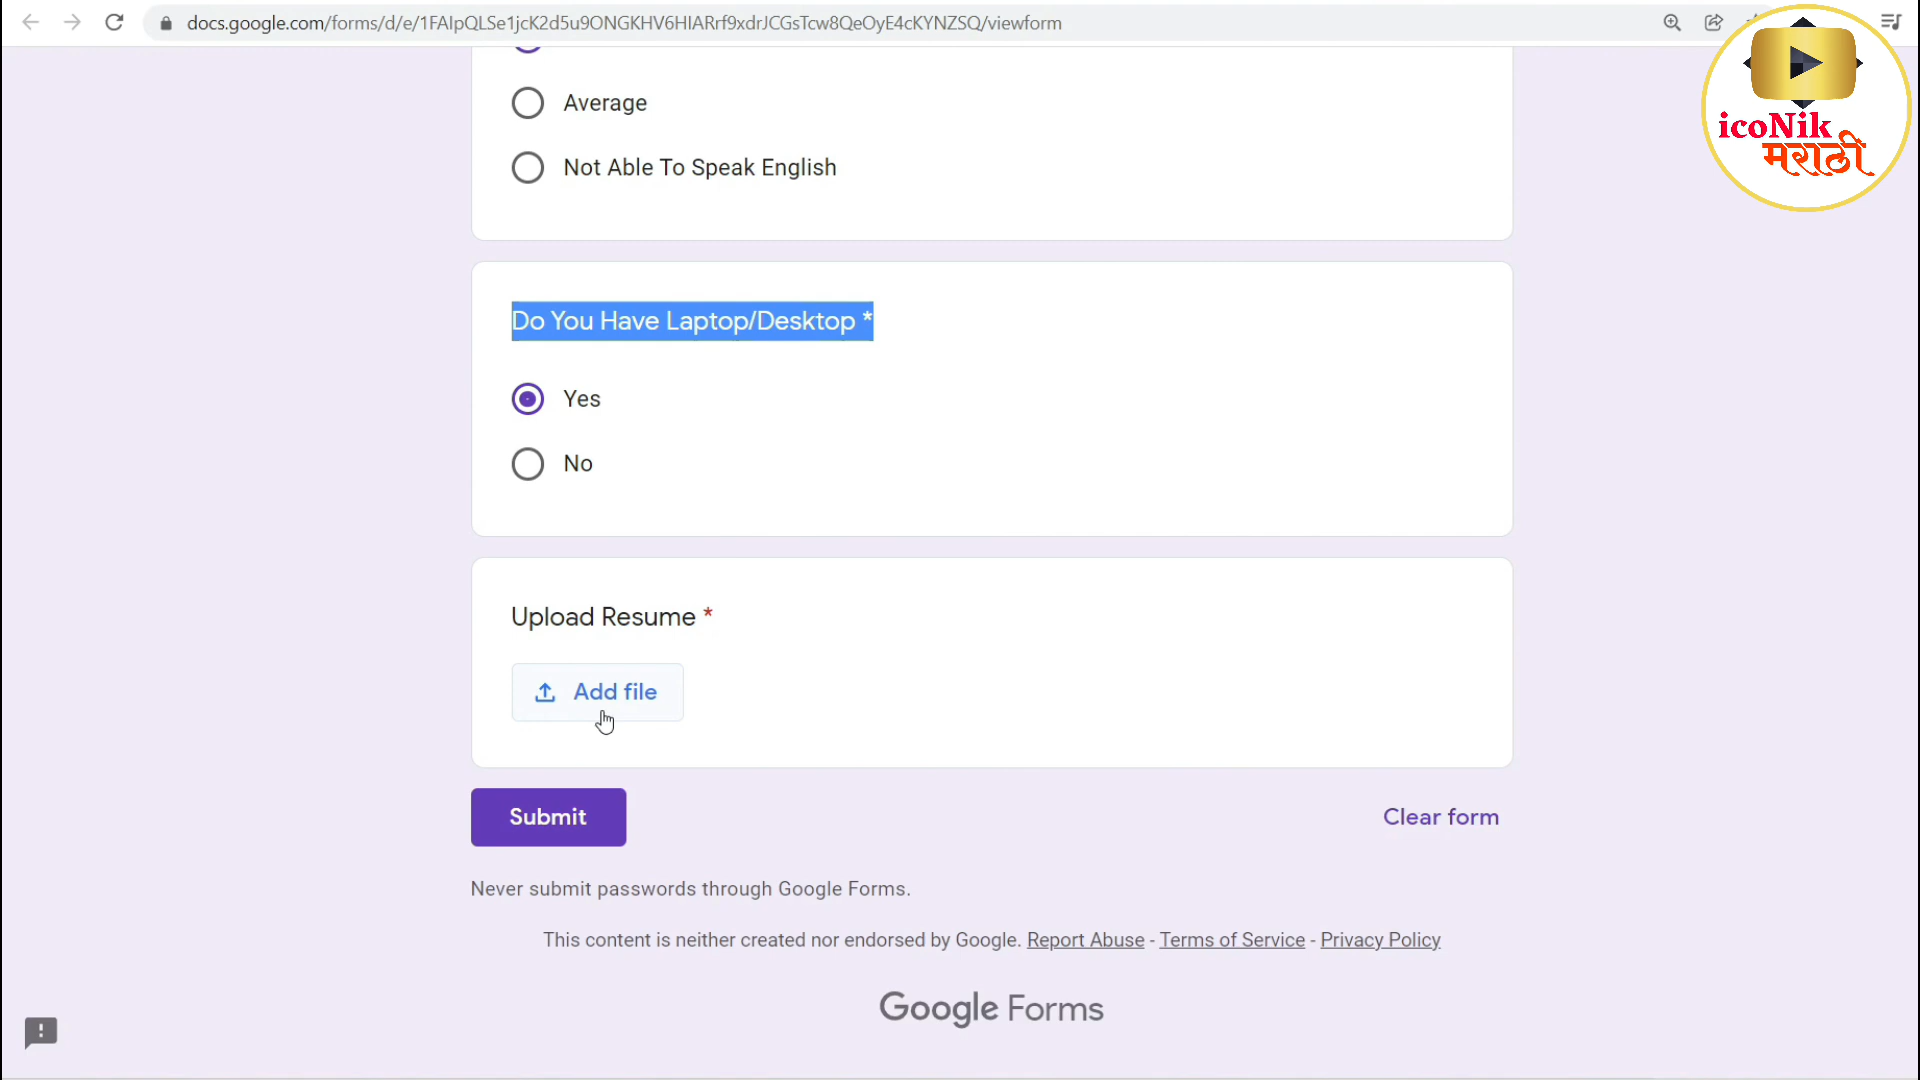 docs.google.com/forms/d/e/1FAIpQLSe1jcK2d5u9ONGKHV6HIARrf9xdrJCGsTcw8QeOyE4cKYNZSQ/viewform
icoNik
मराठी
Average
Not Able To Speak English
Do You Have Laptop/Desktop *
Yes
No
Upload Resume *
Add file
Submit
Clear form
Never submit passwords through Google Forms.
This content is neither created nor endorsed by Google. Report Abuse - Terms of Service - Privacy Policy
Google Forms